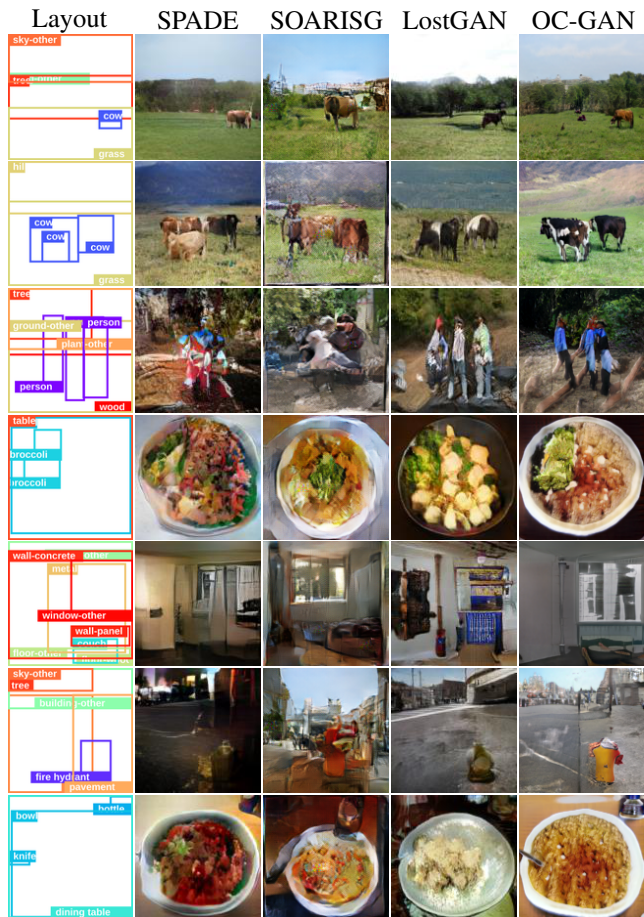 Layout SPADE SOARISG LostGAN OC-GAN
sky-other
tree
cow
grass
hill
cow
cow
cow
grass
tree
person
ground-other
plant-other
person
wood
table
broccoli
broccoli
wall-concrete other
metal
window-other
wall-panel
couch
sky-other
tree
building-other
fire hydrant
pavement
bottle
bowl
knife
dining table